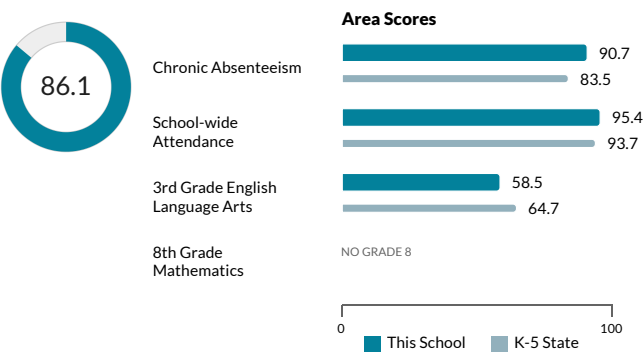 Area Scores
86.1
Chronic Absenteeism
90.7
83.5
School-wide
Attendance
95.4
93.7
3rd Grade English
Language Arts
58.5
64.7
8th Grade
Mathematics
NO GRADE 8
0
100
This School
K-5 State